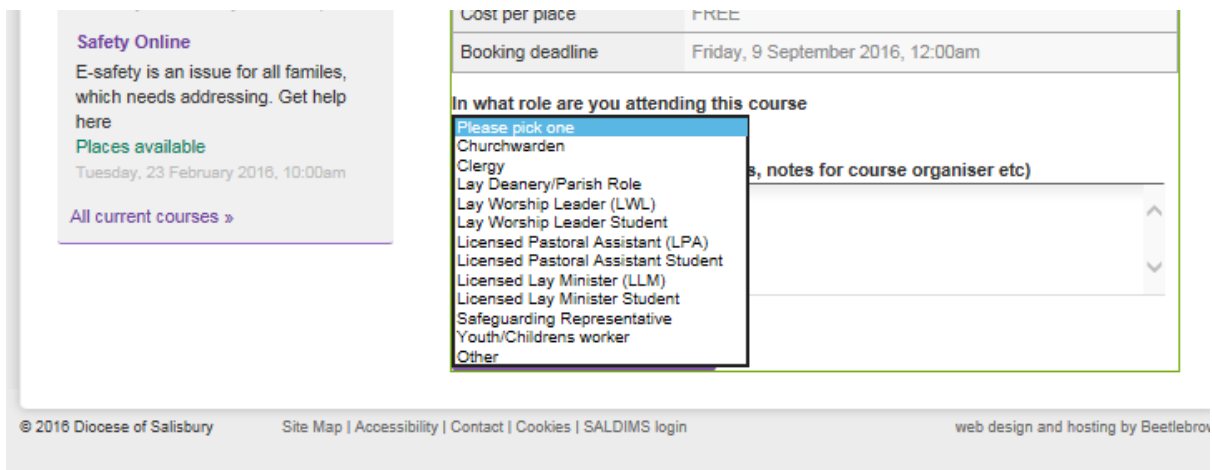 Safety Online
E-safety is an issue for all familes,
which needs addressing. Get help
here
Places available
Tuesday, 23 February 2016, 10:00am
All current courses »
Cost per place FREE
Booking deadline Friday, 9 September 2016, 12:00am
In what role are you attending this course
Please pick one
Churchwarden
Clergy
Lay Deanery/Parish Role
Lay Worship Leader (LWL)
Lay Worship Leader Student
Licensed Pastoral Assistant (LPA)
Licensed Pastoral Assistant Student
Licensed Lay Minister (LLM)
Licensed Lay Minister Student
Safeguarding Representative
Youth/Childrens worker
Other
, notes for course organiser etc)
© 2016 Diocese of Salisbury Site Map | Accessibility | Contact | Cookies | SALDIMS login web design and hosting by